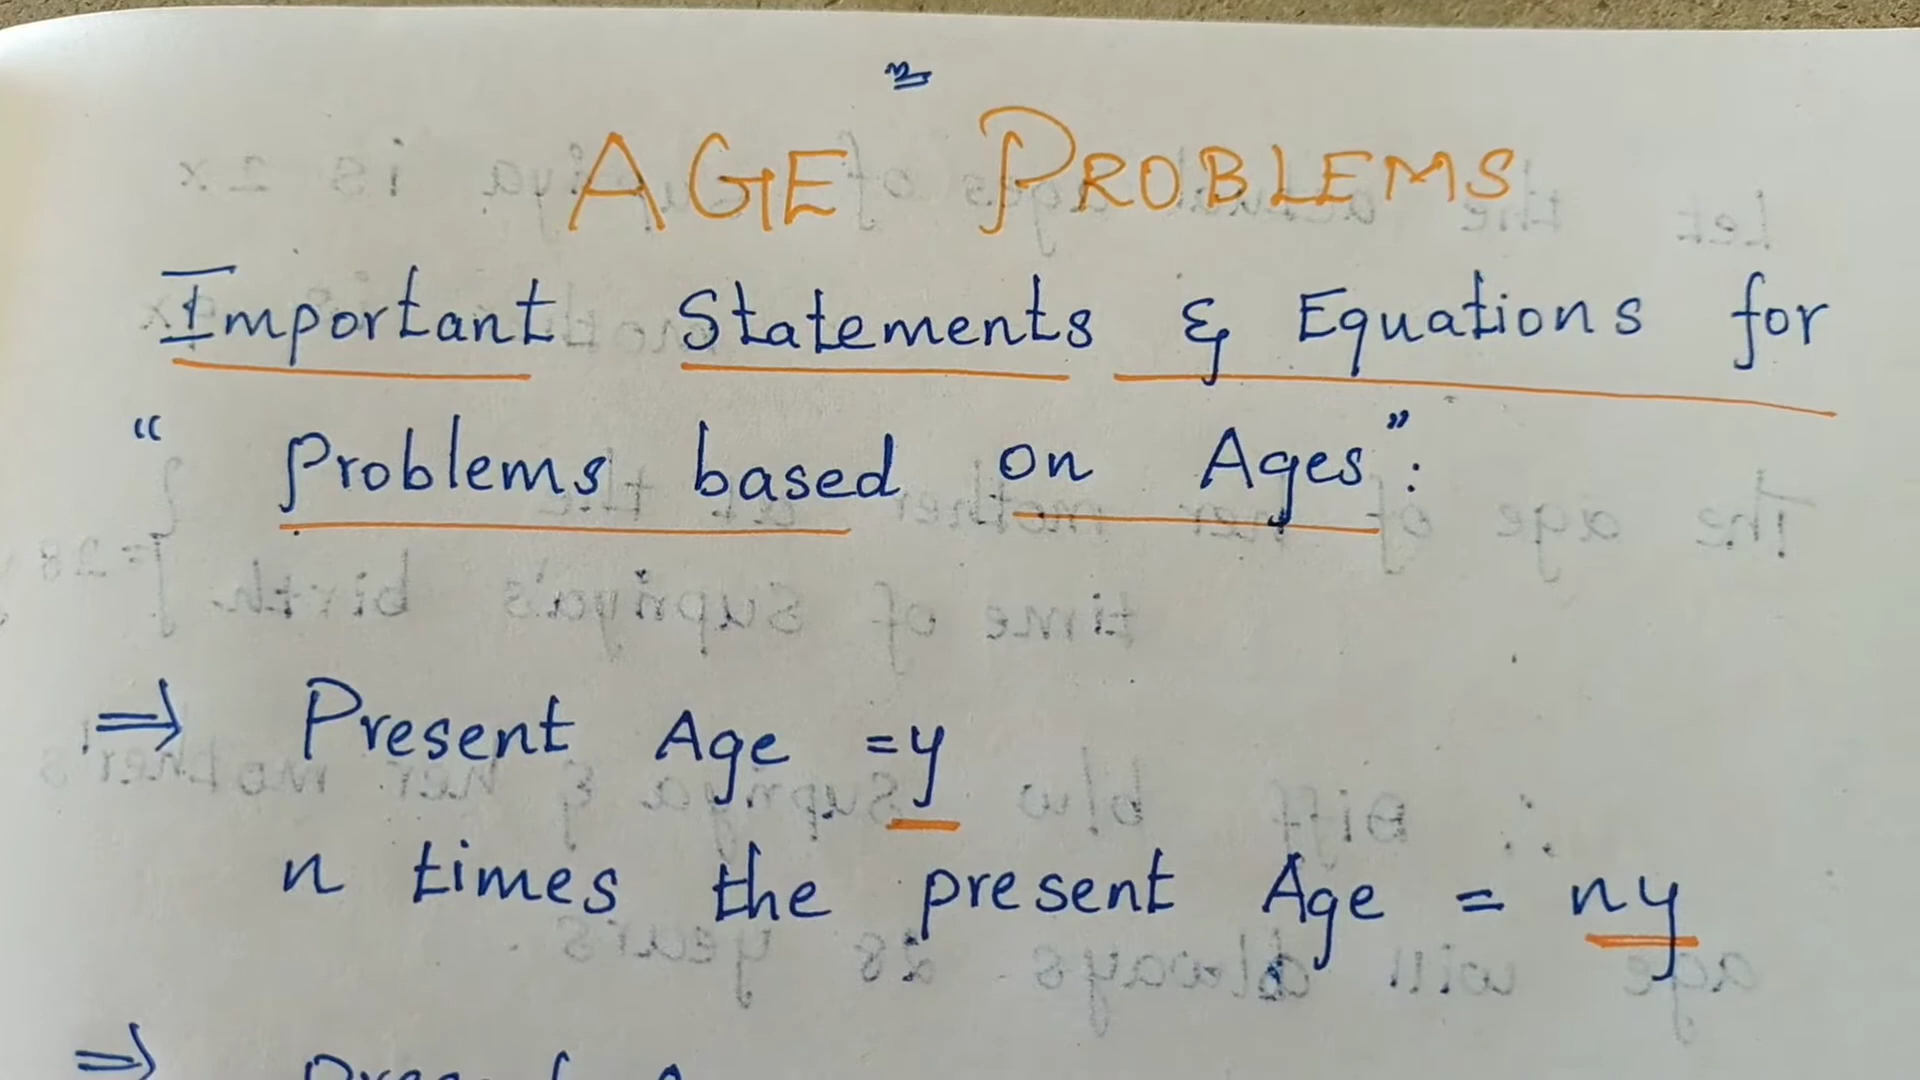 AGE PROBLEMS
Important Statements & Equations for
“ Problems based on Ages”:
⇒ Present Age = y
n times the present Age = ny
⇒